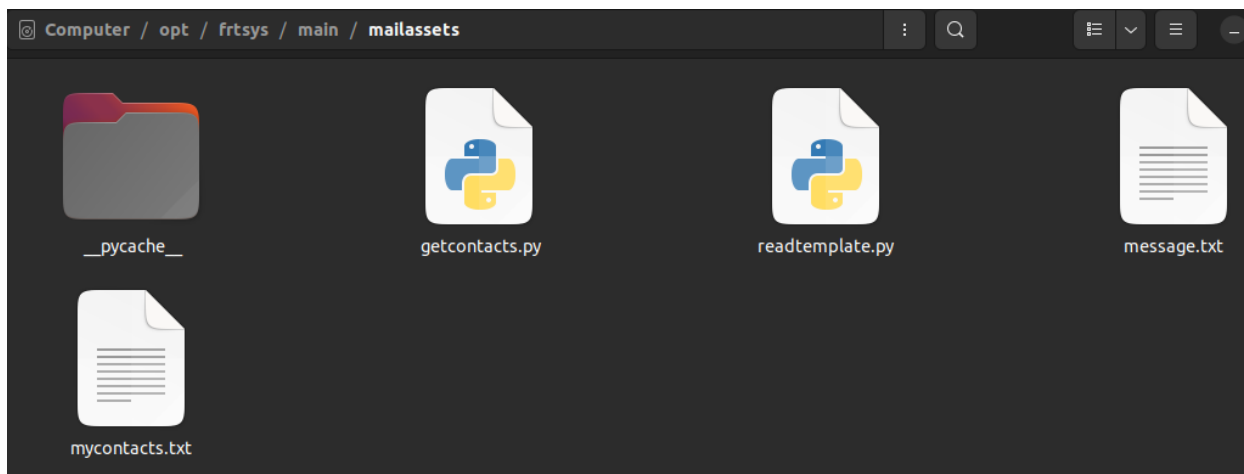 Computer / opt / frtsys / main / mailassets
__pycache__
getcontacts.py
readtemplate.py
message.txt
mycontacts.txt